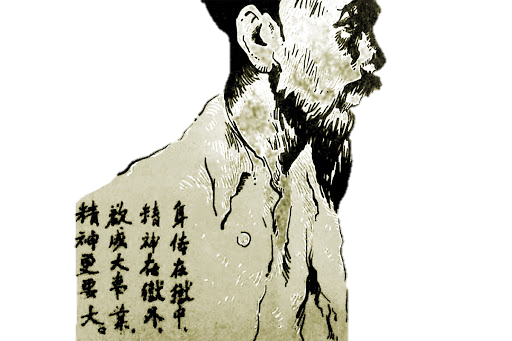 身体在獄中,
精神在獄外,
欲成大事業,
精神更要大。